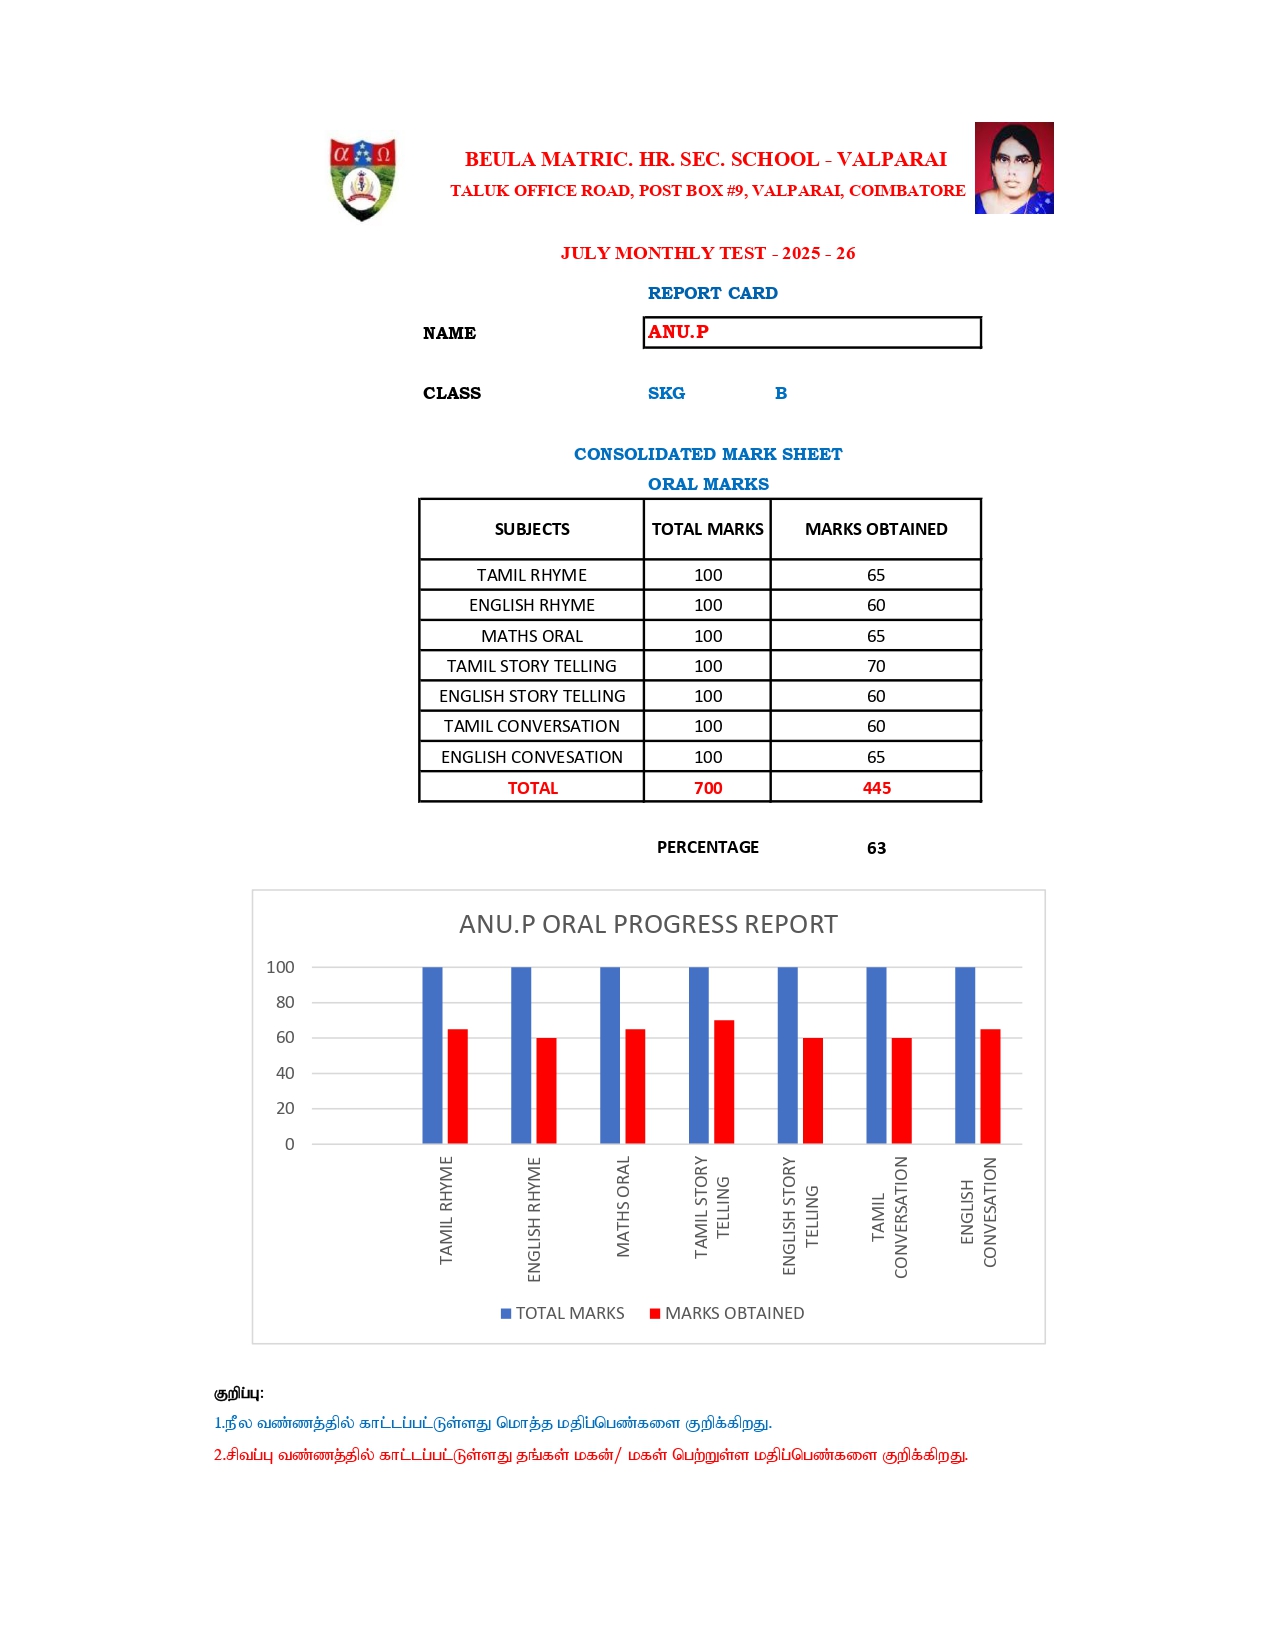 α Ω
BEULA MATRIC. HR. SEC. SCHOOL - VALPARAI
TALUK OFFICE ROAD, POST BOX #9, VALPARAI, COIMBATORE
JULY MONTHLY TEST - 2025 - 26
REPORT CARD
NAME ANU.P
CLASS SKG B
CONSOLIDATED MARK SHEET
ORAL MARKS
SUBJECTS TOTAL MARKS MARKS OBTAINED
TAMIL RHYME 100 65
ENGLISH RHYME 100 60
MATHS ORAL 100 65
TAMIL STORY TELLING 100 70
ENGLISH STORY TELLING 100 60
TAMIL CONVERSATION 100 60
ENGLISH CONVESATION 100 65
TOTAL 700 445
PERCENTAGE 63
ANU.P ORAL PROGRESS REPORT
100
80
60
40
20
0
TAMIL RHYME
ENGLISH RHYME
MATHS ORAL
TAMIL STORY
TELLING
ENGLISH STORY
TELLING
TAMIL
CONVERSATION
ENGLISH
CONVESATION
TOTAL MARKS MARKS OBTAINED
குறிப்பு:
1.நீல வண்ணத்தில் காட்டப்பட்டுள்ளது மொத்த மதிப்பெண்களை குறிக்கிறது.
2.சிவப்பு வண்ணத்தில் காட்டப்பட்டுள்ளது தங்கள் மகன்/ மகள் பெற்றுள்ள மதிப்பெண்களை குறிக்கிறது.